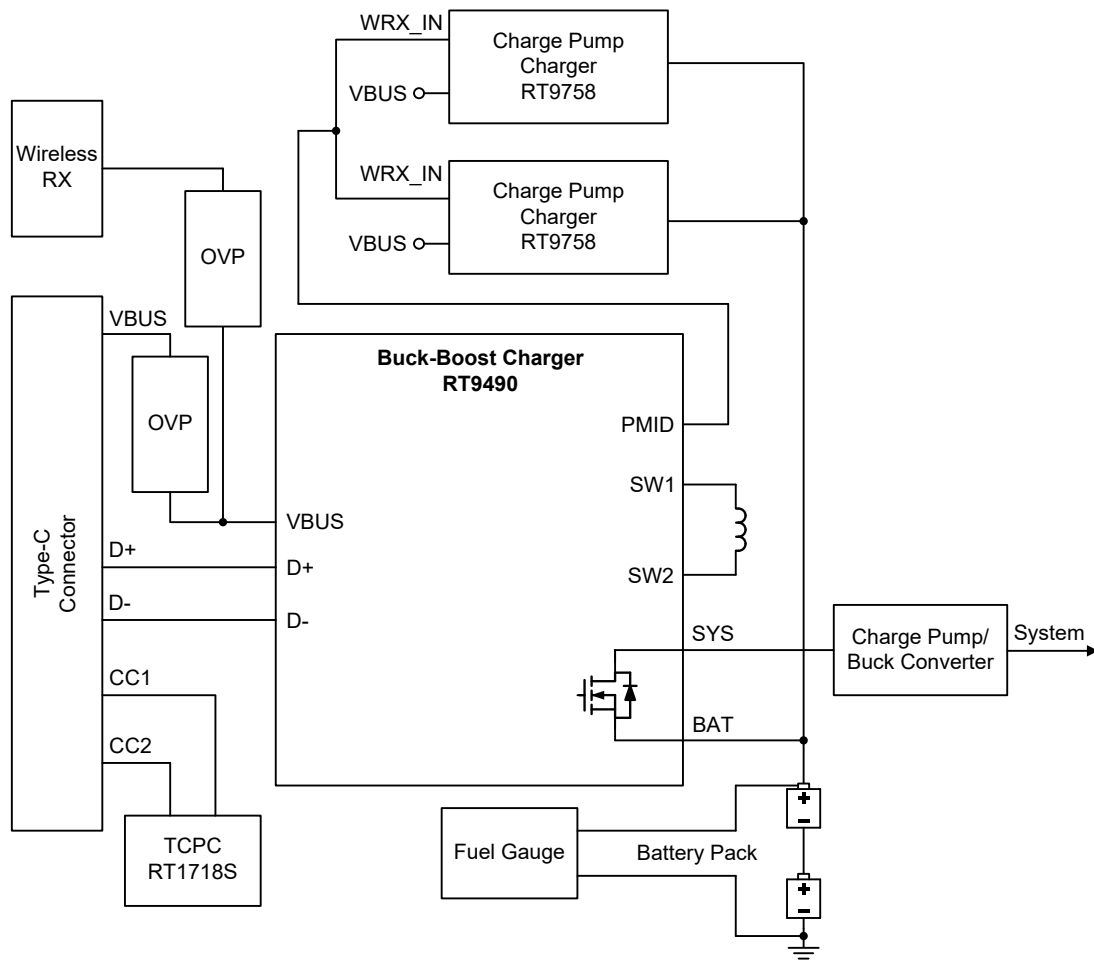 WRX_IN
Charge Pump
Charger
RT9758
VBUS
Wireless
RX
WRX_IN
Charge Pump
Charger
RT9758
VBUS
OVP
VBUS
OVP
Buck-Boost Charger
RT9490
PMID
SW1
SW2
VBUS
D+
D+
D-
D-
Type-C
Connector
SYS
Charge Pump/
Buck Converter
System
CC1
BAT
CC2
+
-
TCPC
RT1718S
Fuel Gauge
Battery Pack
+
-